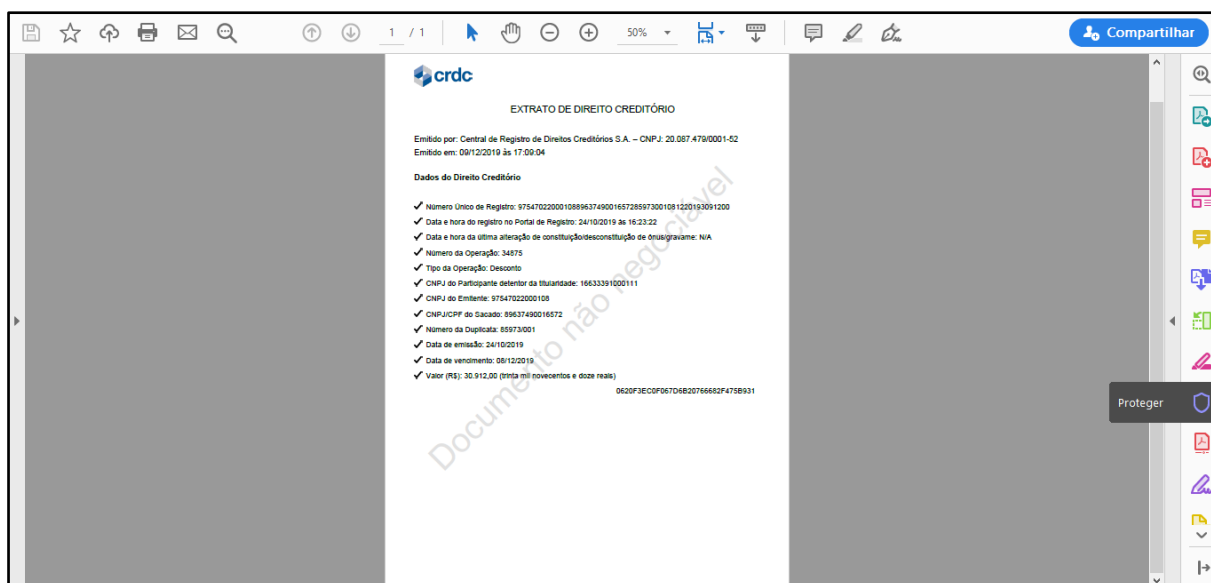 1 / 1
50%
Compartilhar
crdc
EXTRATO DE DIREITO CREDITÓRIO
Emitido por: Central de Registro de Direitos Creditórios S.A. – CNPJ: 20.087.479/0001-52
Emitido em: 09/12/2019 às 17:09:04
Dados do Direito Creditório
Número Único de Registro: 9754702200010889637490016572859730010812201930912​00
Data e hora do registro no Portal de Registro: 24/10/2019 às 16:23:22
Data e hora da última alteração de constituição/desconstituição de ônus/gravame: N/A
Número da Operação: 34875
Tipo da Operação: Desconto
CNPJ do Participante detentor da titularidade: 16633391000111
CNPJ do Emitente: 97547022000108
CNPJ/CPF do Sacado: 89637490016572
Número da Duplicata: 85973/001
Data de emissão: 24/10/2019
Data de vencimento: 08/12/2019
Valor (R$): 30.912,00 (trinta mil novecentos e doze reais)
0620F3EC0F067D6B20766682F475B931
Documento não negociável
Proteger